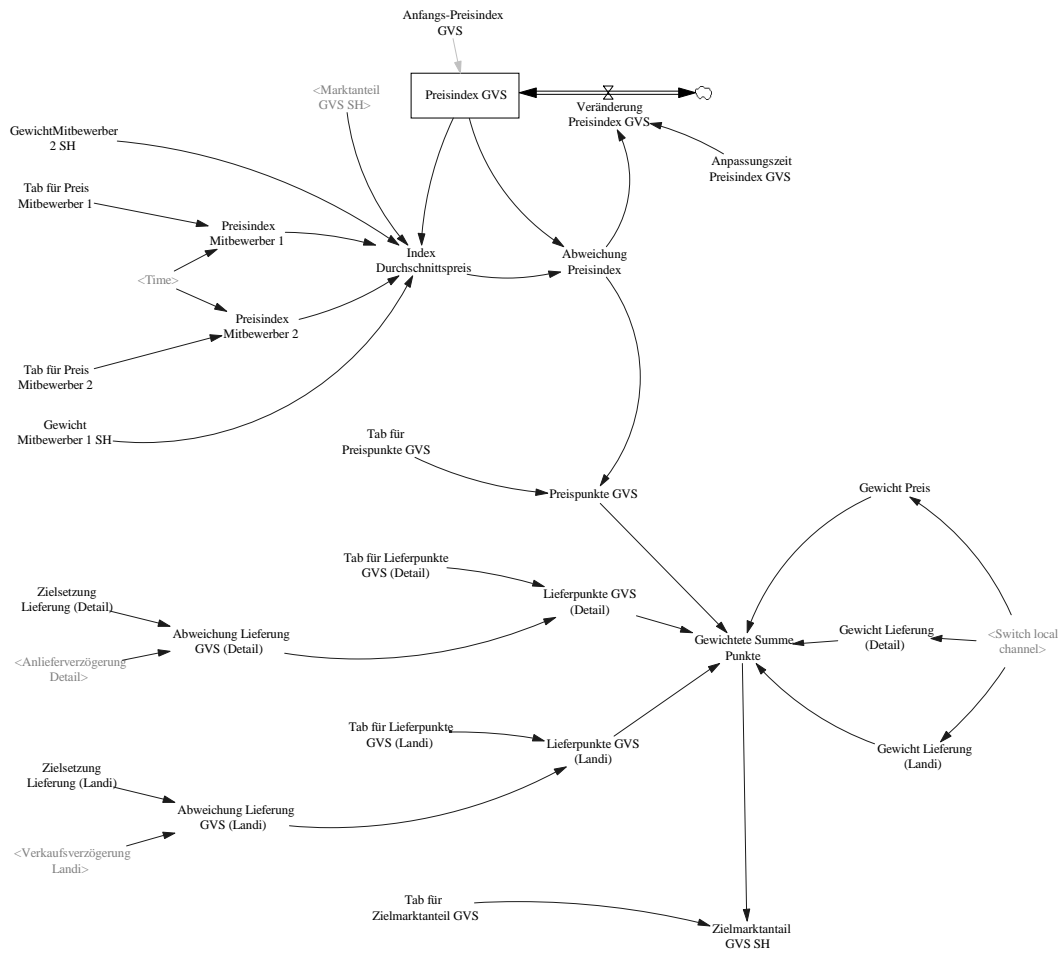 Anfangs-Preisindex
GVS
<Marktanteil
GVS SH>
Preisindex GVS
Veränderung
Preisindex GVS
GewichtMitbewerber
2 SH
Anpassungszeit
Preisindex GVS
Tab für Preis
Mitbewerber 1
Preisindex
Mitbewerber 1
Index
Durchschnittspreis
Abweichung
Preisindex
<Time>
Preisindex
Mitbewerber 2
Tab für Preis
Mitbewerber 2
Gewicht
Mitbewerber 1 SH
Tab für
Preispunkte GVS
Preispunkte GVS
Gewicht Preis
Tab für Lieferpunkte
GVS (Detail)
Zielsetzung
Lieferung (Detail)
Lieferpunkte GVS
(Detail)
Abweichung Lieferung
GVS (Detail)
Gewichtete Summe
Punkte
Gewicht Lieferung
(Detail)
<Switch local
channel>
<Anlieferverzögerung
Detail>
Tab für Lieferpunkte
GVS (Landi)
Lieferpunkte GVS
(Landi)
Gewicht Lieferung
(Landi)
Zielsetzung
Lieferung (Landi)
Abweichung Lieferung
GVS (Landi)
<Verkaufsverzögerung
Landi>
Tab für
Zielmarktanteil GVS
Zielmarktantail
GVS SH